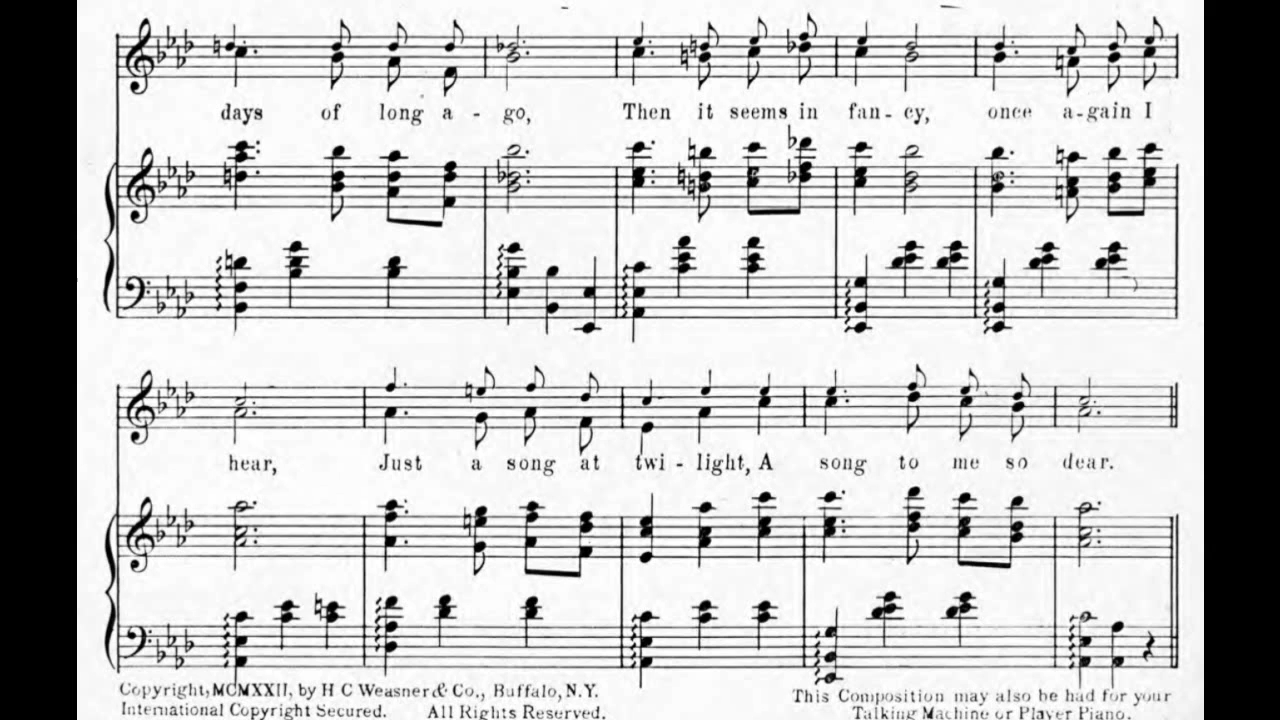 days of long a - go, Then it seems in fan - cy, once a-gain I
hear, Just a song at twi - light, A song to me so dear.
Copyright, MCMXXII, by H C Weasner & Co., Buffalo, N.Y.
International Copyright Secured. All Rights Reserved.
This Composition may also be had for your
Talking Machine or Player Piano.